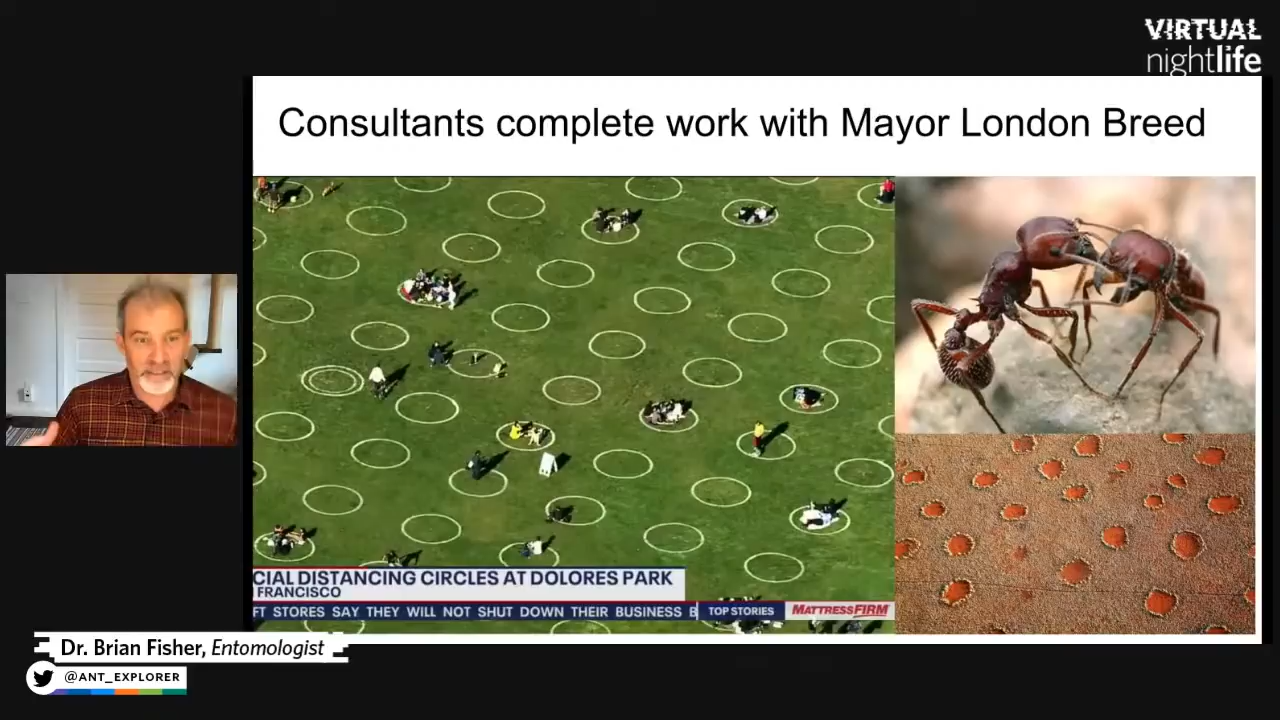 VIRTUAL
nightlife
Consultants complete work with Mayor London Breed
CIAL DISTANCING CIRCLES AT DOLORES PARK
FRANCISCO
FT STORES SAY THEY WILL NOT SHUT DOWN THEIR BUSINESS B
TOP STORIES
MATTRESSFIRM
Dr. Brian Fisher, Entomologist
@ANT_EXPLORER